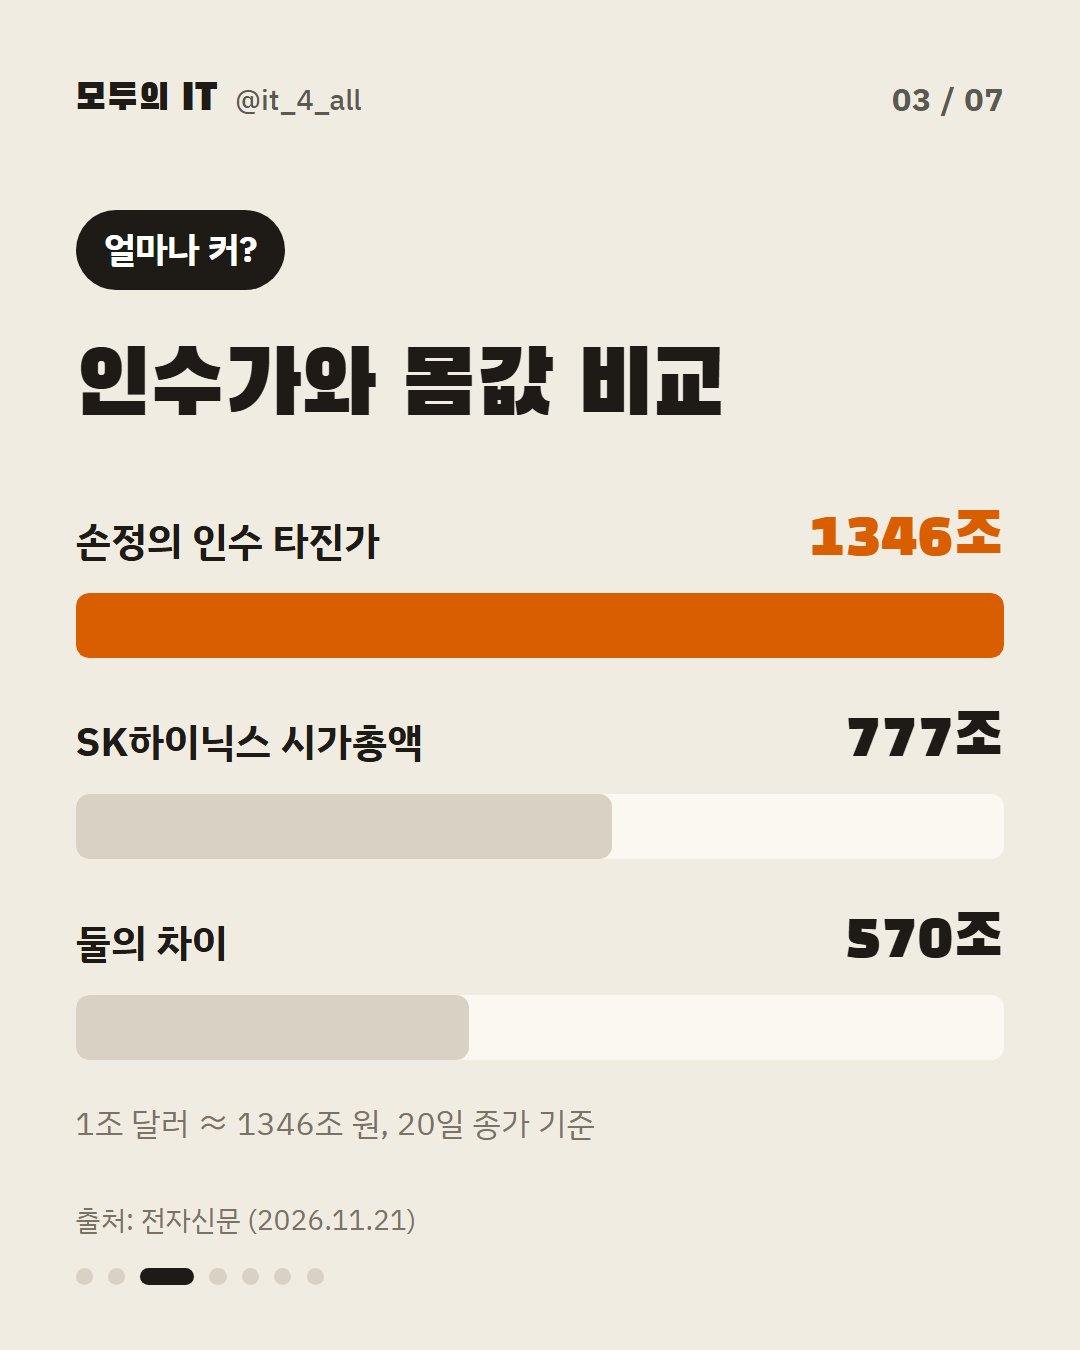 모두의 IT @it_4_all 03 / 07
얼마나 커?
인수가와 몸값 비교
손정의 인수 타진가 1346조
SK하이닉스 시가총액 777조
둘의 차이 570조
1조 달러 ≈ 1346조 원, 20일 종가 기준
출처: 전자신문 (2026.11.21)